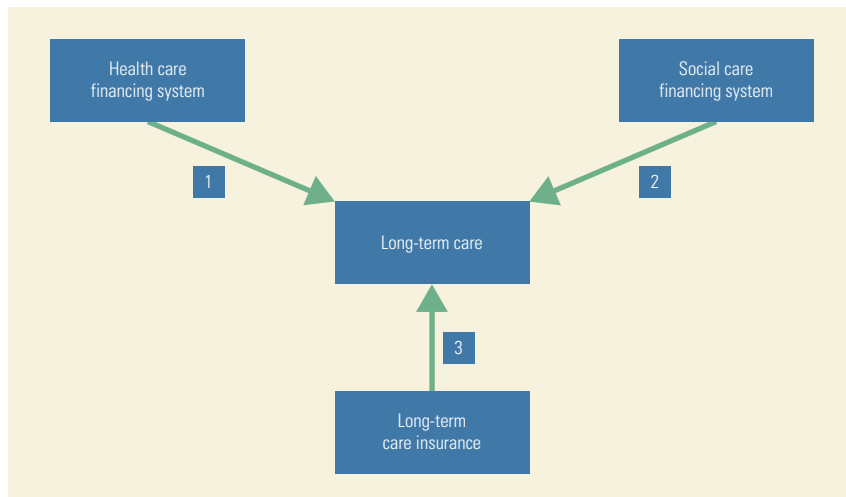 Health care
financing system
Social care
financing system
1
2
Long-term care
3
Long-term
care insurance